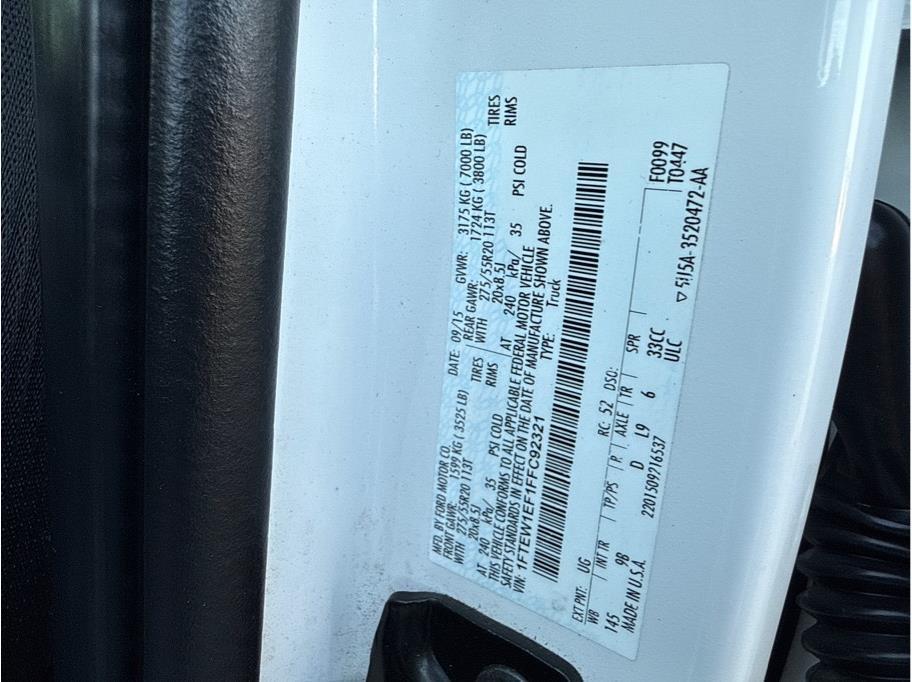 MFD. BY FORD MOTOR CO. DATE: 09/15 GVWR: 3175 KG ( 7000 LB)
FRONT GAWR: 1599 KG ( 3525 LB) REAR GAWR: 1724 KG ( 3800 LB)
WITH 275/55R20 113T TIRES WITH 275/55R20 113T TIRES
20x8.5J RIMS 20x8.5J RIMS
AT 240 kPa/ 35 PSI COLD AT 240 kPa/ 35 PSI COLD
THIS VEHICLE CONFORMS TO ALL APPLICABLE FEDERAL MOTOR VEHICLE
SAFETY STANDARDS IN EFFECT ON THE DATE OF MANUFACTURE SHOWN ABOVE.
VIN: 1FTEW1EF1FFC92321 TYPE: Truck
EXT PNT: UG RC: 52 DSO: F0099
WB INT TR TP/PS R AXLE TR SPR T0447
145 9B D L9 6 33CC
MADE IN U.S.A. 2201509216537 ULC 5U5A-3520472-AA